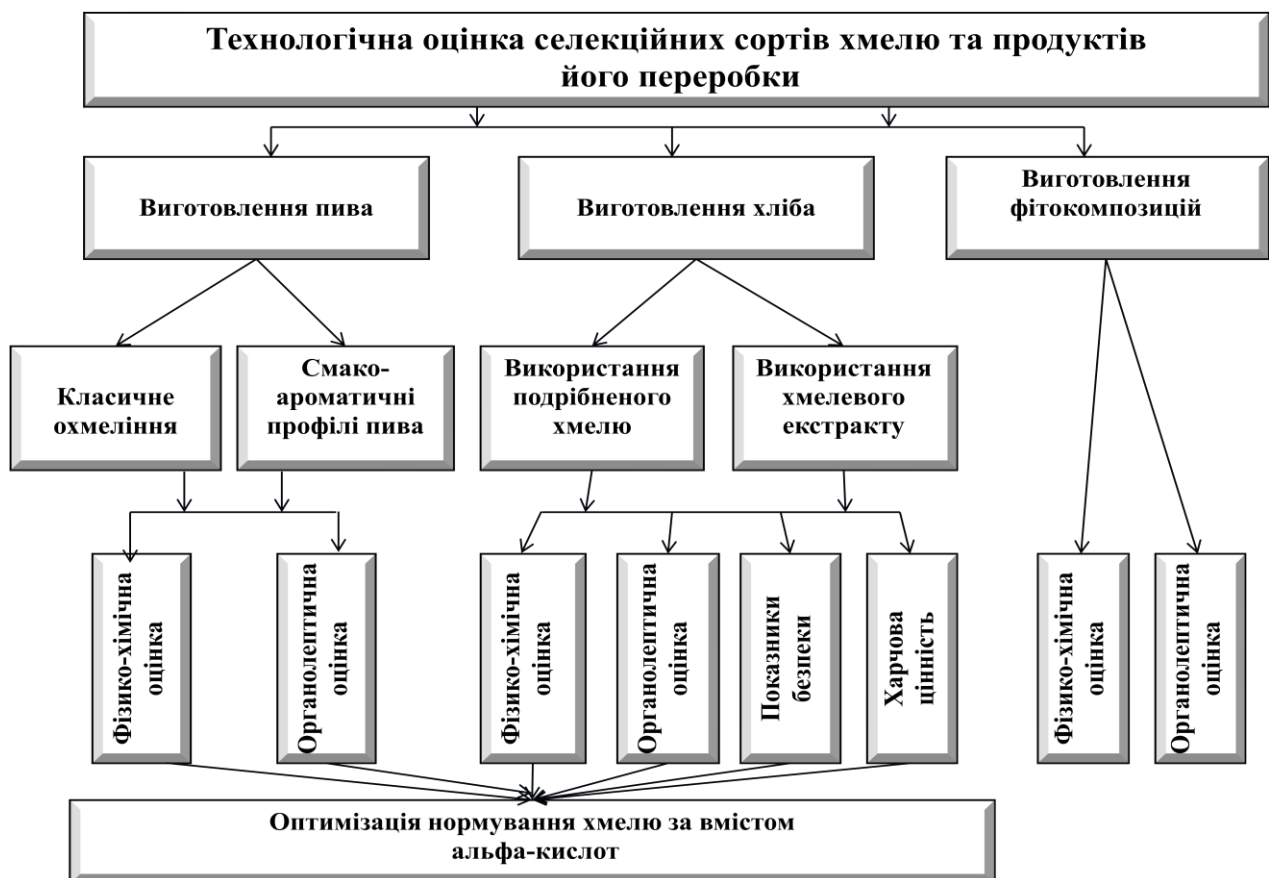 Технологічна оцінка селекційних сортів хмелю та продуктів
його переробки
Виготовлення пива
Виготовлення хліба
Виготовлення
фітокомпозицій
Класичне
охмеління
Смако-
ароматичні
профілі пива
Використання
подрібненого
хмелю
Використання
хмелевого
екстракту
Фізико-хімічна
оцінка
Органолептична
оцінка
Фізико-хімічна
оцінка
Органолептична
оцінка
Показники
безпеки
Харчова
цінність
Фізико-хімічна
оцінка
Органолептична
оцінка
Оптимізація нормування хмелю за вмістом
альфа-кислот